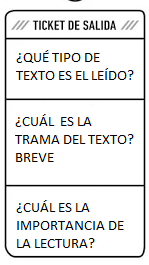 TICKET DE SALIDA
¿QUÉ TIPO DE
TEXTO ES EL LEÍDO?
¿CUÁL ES LA
TRAMA DEL TEXTO?
BREVE
¿CUÁL ES LA
IMPORTANCIA DE
LA LECTURA?